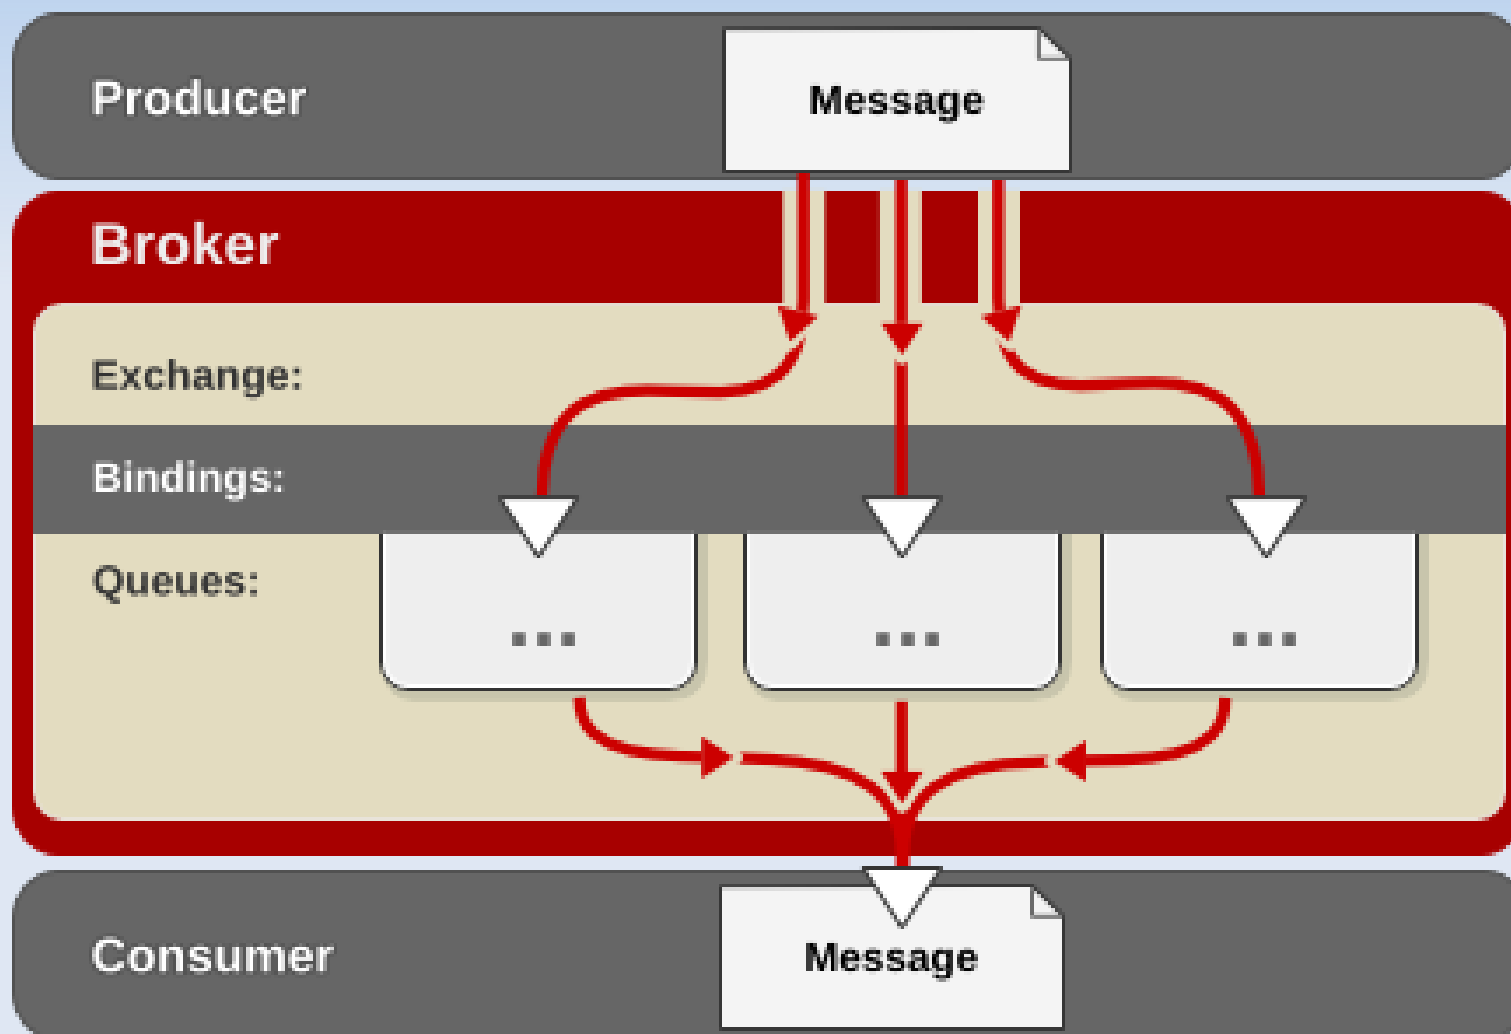 Producer
Message
Broker
Exchange:
Bindings:
Queues:
... ... ...
Consumer
Message